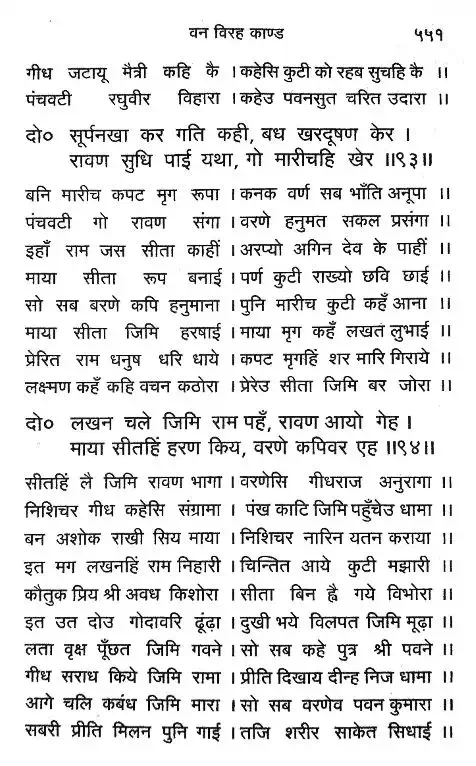 वन विरह काण्ड ५५१
गीध जटायू मैत्री कहि कै । कहेसि कुटी को रहब सुचहि कै ॥
पंचवटी रघुवीर विहारा । कहेउ पवनसुत चरित उदारा ॥
दो० सूर्पनखा कर गति कही, बध खरदूषण केर ।
रावण सुधि पाई यथा, गो मारीचहि खेर ॥९३॥
बनि मारीच कपट मृग रूपा । कनक वर्ण सब भाँति अनूपा ॥
पंचवटी गो रावण संगा । वरणे हनुमत सकल प्रसंगा ॥
इहाँ राम जस सीता काहीं । अरप्यो अगिन देव के पाहीं ॥
माया सीता रूप बनाई । पर्ण कुटी राख्यो छवि छाई ॥
सो सब बरणे कपि हनुमाना । पुनि मारीच कुटी कहँ आना ॥
माया सीता जिमि हरषाई । माया मृग कहँ लखत लुभाई ॥
प्रेरित राम धनुष धरि धाये । कपट मृगहिं शर मारि गिराये ॥
लक्ष्मण कहँ कहि वचन कठोरा । प्रेरेउ सीता जिमि बर जोरा ॥
दो० लखन चले जिमि राम पहँ, रावण आयो गेह ।
माया सीतहिं हरण किय, वरणे कपिवर एह ॥९४॥
सीतहिं लै जिमि रावण भागा । वरणेसि गीधराज अनुरागा ॥
निशिचर गीध कहेसि संग्रामा । पंख काटि जिमि पहुँचेउ धामा ॥
बन अशोक राखी सिय माया । निशिचर नारिन यतन कराया ॥
इत मग लखनहिं राम निहारी । चिन्तित आये कुटी मझारी ॥
कौतुक प्रिय श्री अवध किशोरा । सीता बिन ह्वै गये विभोरा ॥
इत उत दोउ गोदावरि ढूंढ़ा । दुखी भये विलपत जिमि मूढ़ा ॥
लता वृक्ष पूँछत जिमि गवने । सो सब कहे पुत्र श्री पवने ॥
गीध सराध किये जिमि रामा । प्रीति दिखाय दीन्ह निज धामा ॥
आगे चलि कबंध जिमि मारा । सो सब वरणेव पवन कुमारा ॥
सबरी प्रीति मिलन पुनि गाई । तजि शरीर साकेत सिधाई ॥